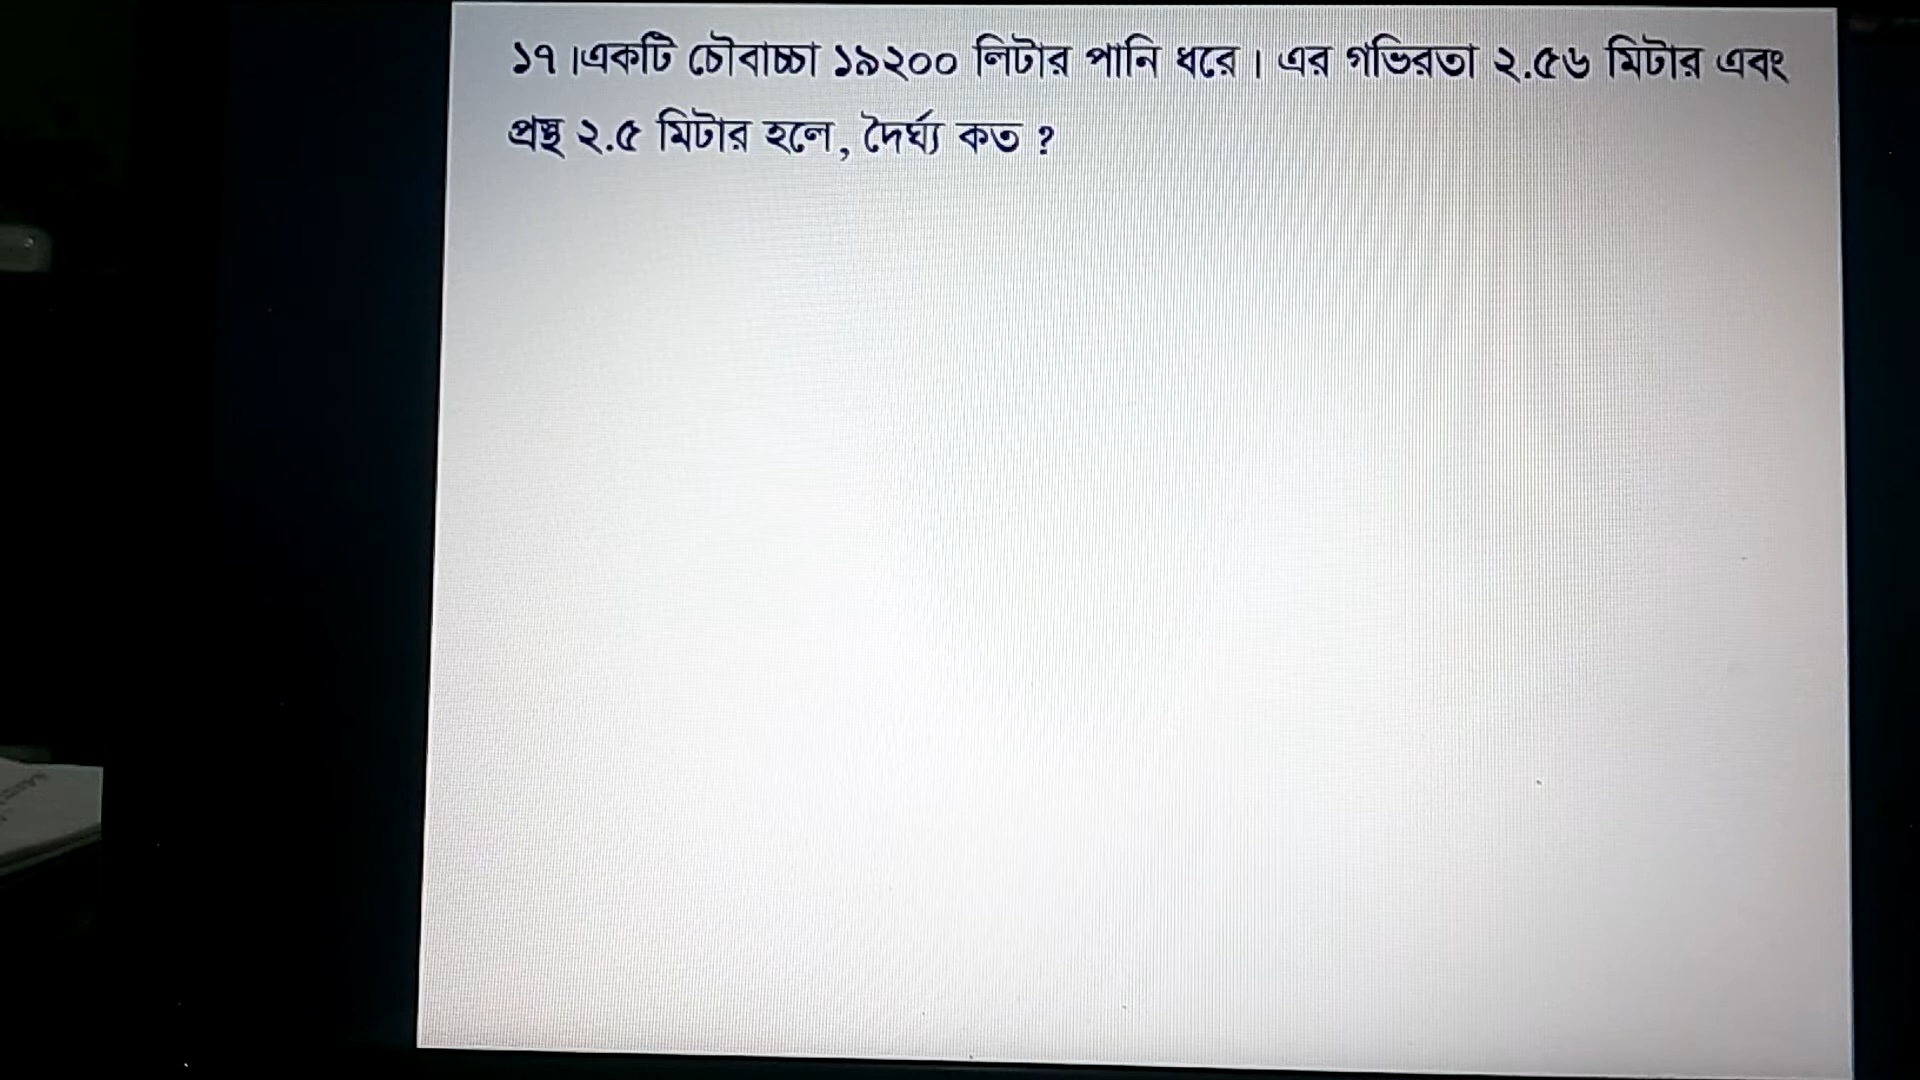 ১৭।একটি চৌবাচ্চা ১৯২০০ লিটার পানি ধরে। এর গভিরতা ২.৫৬ মিটার এবং
প্রস্থ ২.৫ মিটার হলে, দৈর্ঘ্য কত ?